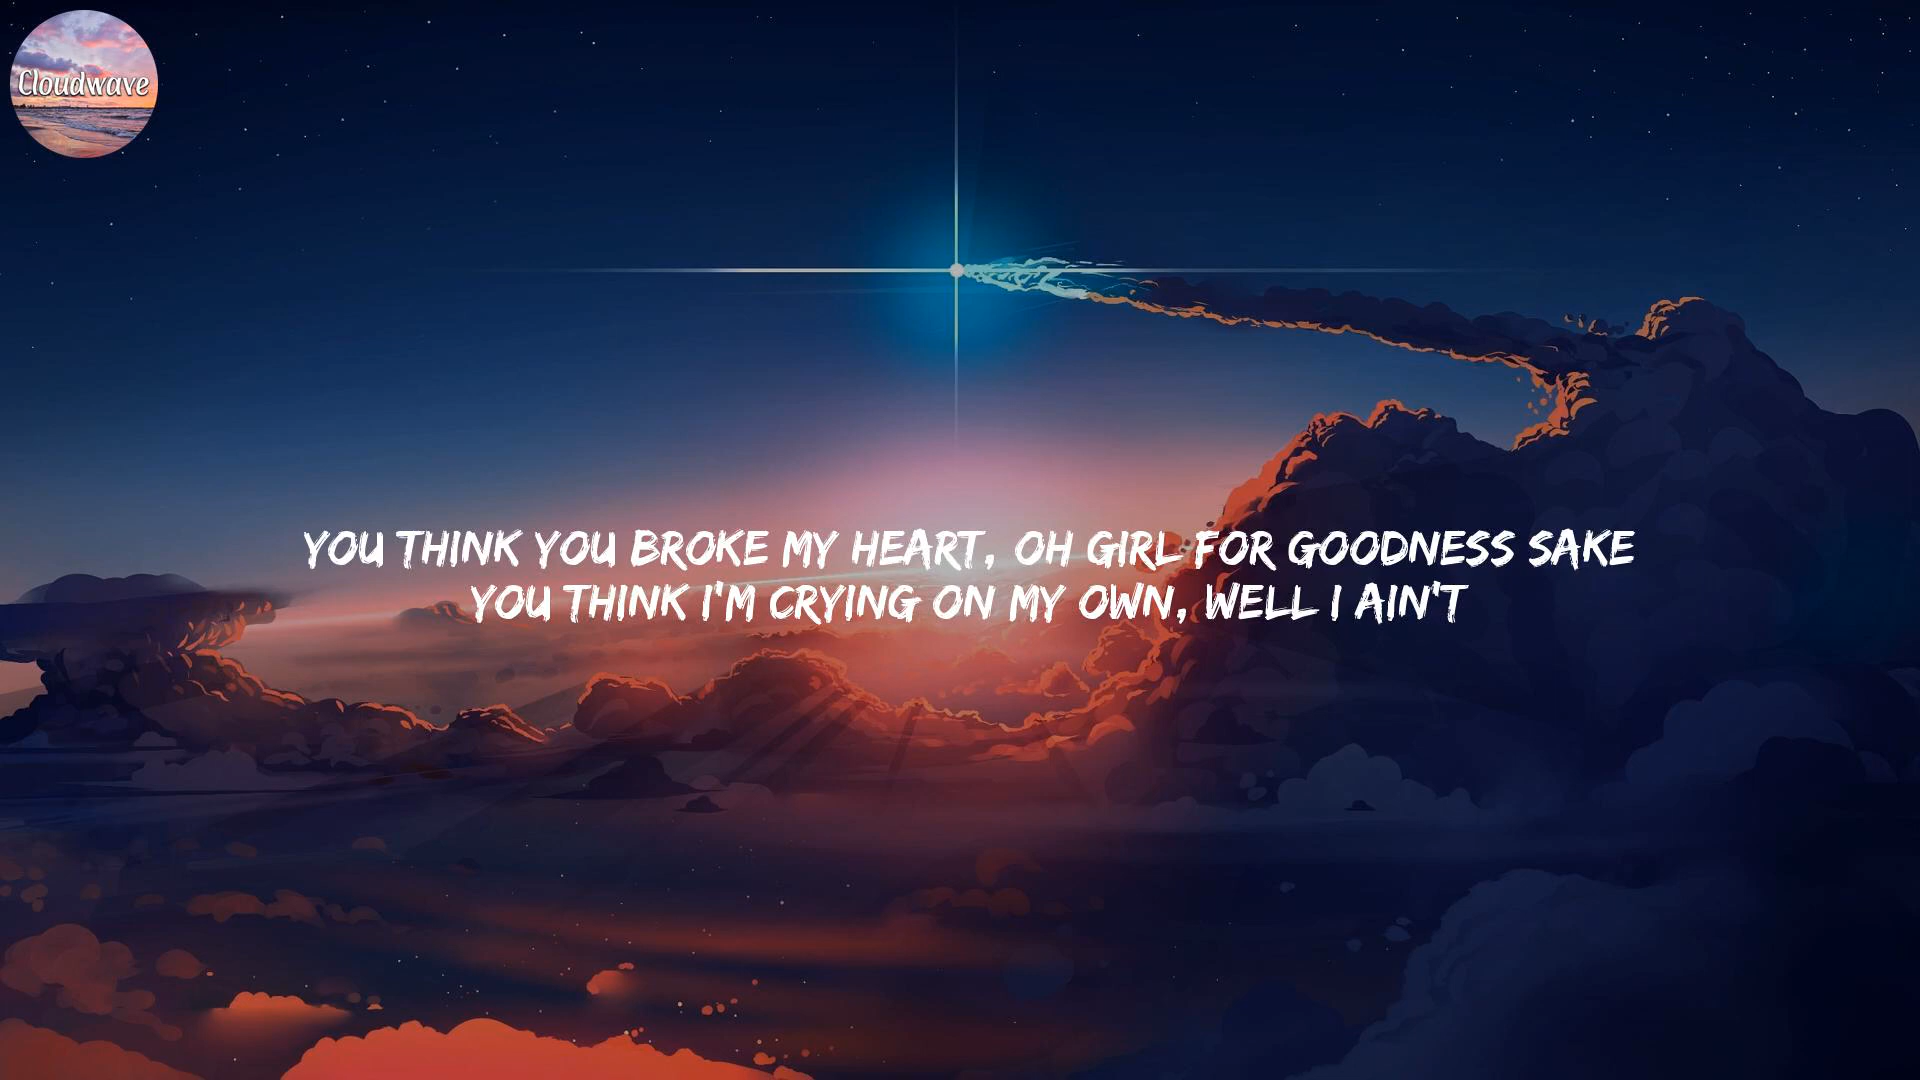 Cloudwave
YOU THINK YOU BROKE MY HEART, OH GIRL FOR GOODNESS SAKE
YOU THINK I'M CRYING ON MY OWN, WELL I AIN'T